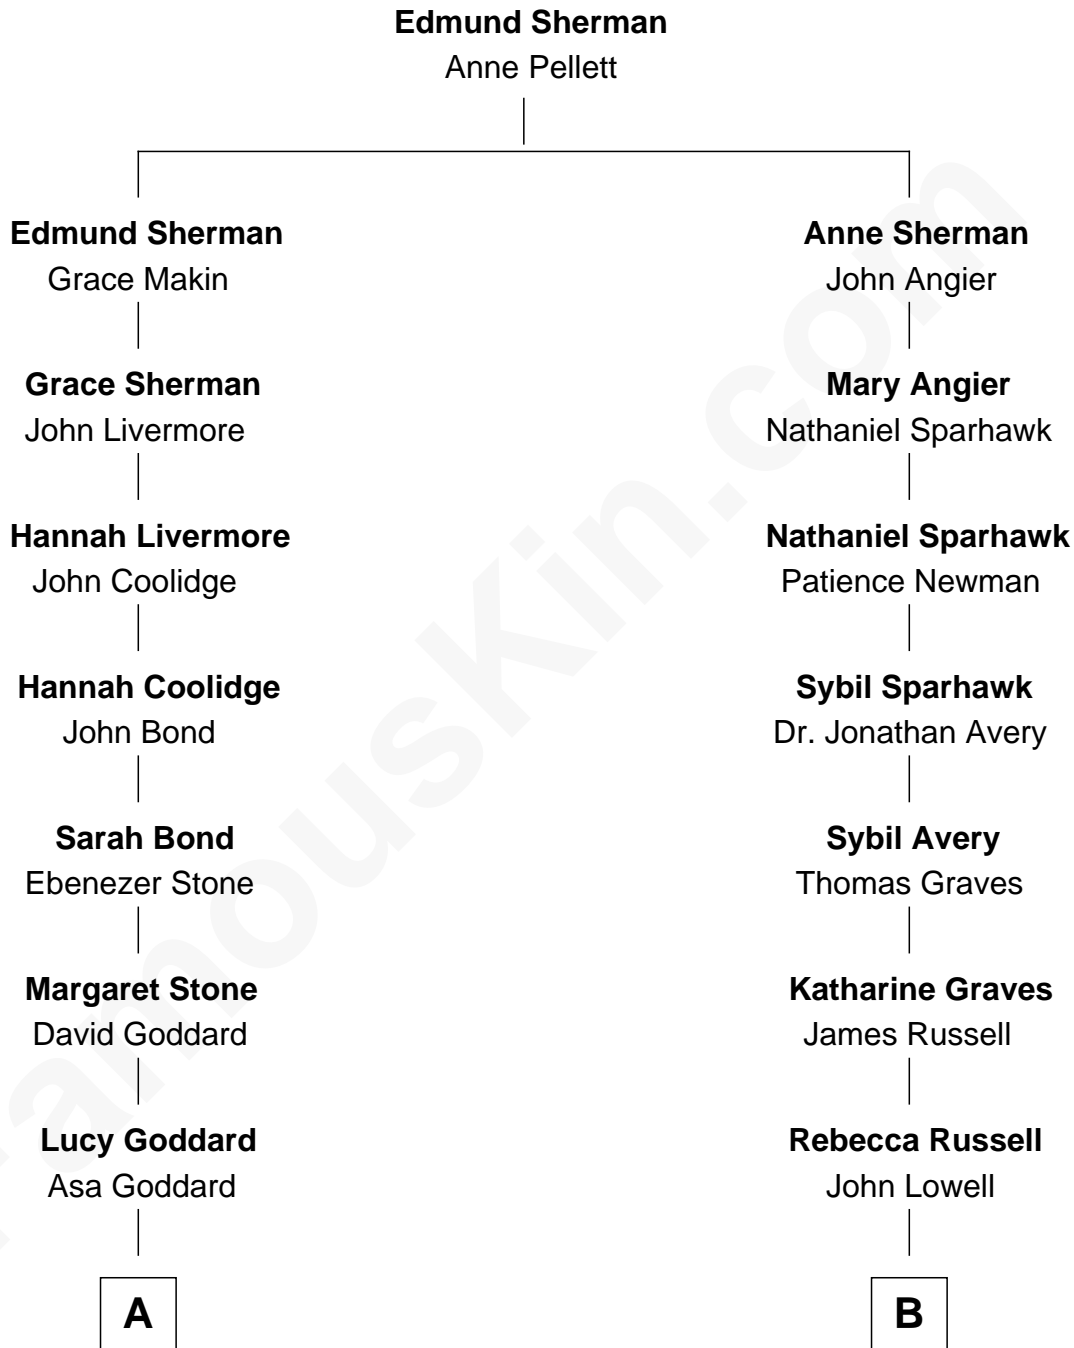 Edmund Sherman
Anne Pellett
Edmund Sherman
Grace Makin
Anne Sherman
John Angier
Grace Sherman
John Livermore
Mary Angier
Nathaniel Sparhawk
Hannah Livermore
John Coolidge
Nathaniel Sparhawk
Patience Newman
Hannah Coolidge
John Bond
Sybil Sparhawk
Dr. Jonathan Avery
Sarah Bond
Ebenezer Stone
Sybil Avery
Thomas Graves
Margaret Stone
David Goddard
Katharine Graves
James Russell
Lucy Goddard
Asa Goddard
Rebecca Russell
John Lowell
A
B
FamousKin.com